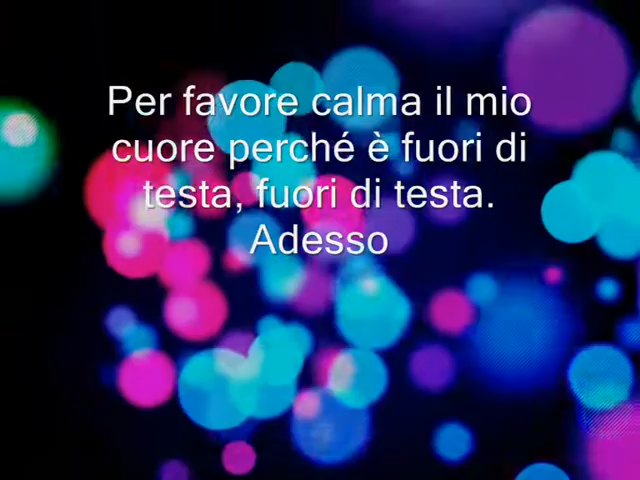 Per favore calma il mio
cuore perché è fuori di
testa, fuori di testa.
Adesso